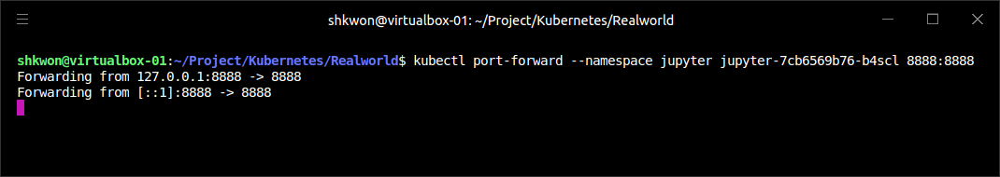 shkwon@virtualbox-01: ~/Project/Kubernetes/Realworld
shkwon@virtualbox-01:~/Project/Kubernetes/Realworld$ kubectl port-forward --namespace jupyter jupyter-7cb6569b76-b4scl 8888:8888
Forwarding from 127.0.0.1:8888 -> 8888
Forwarding from [::1]:8888 -> 8888